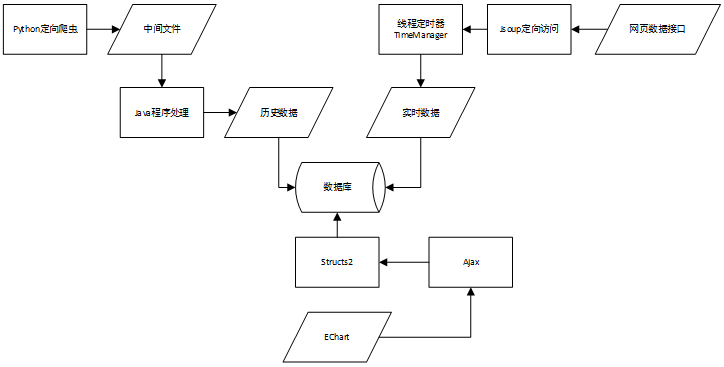 Python定向爬虫
中间文件
线程定时器
TimeManager
Jsoup定向访问
网页数据接口
Java程序处理
历史数据
实时数据
数据库
Structs2
Ajax
EChart